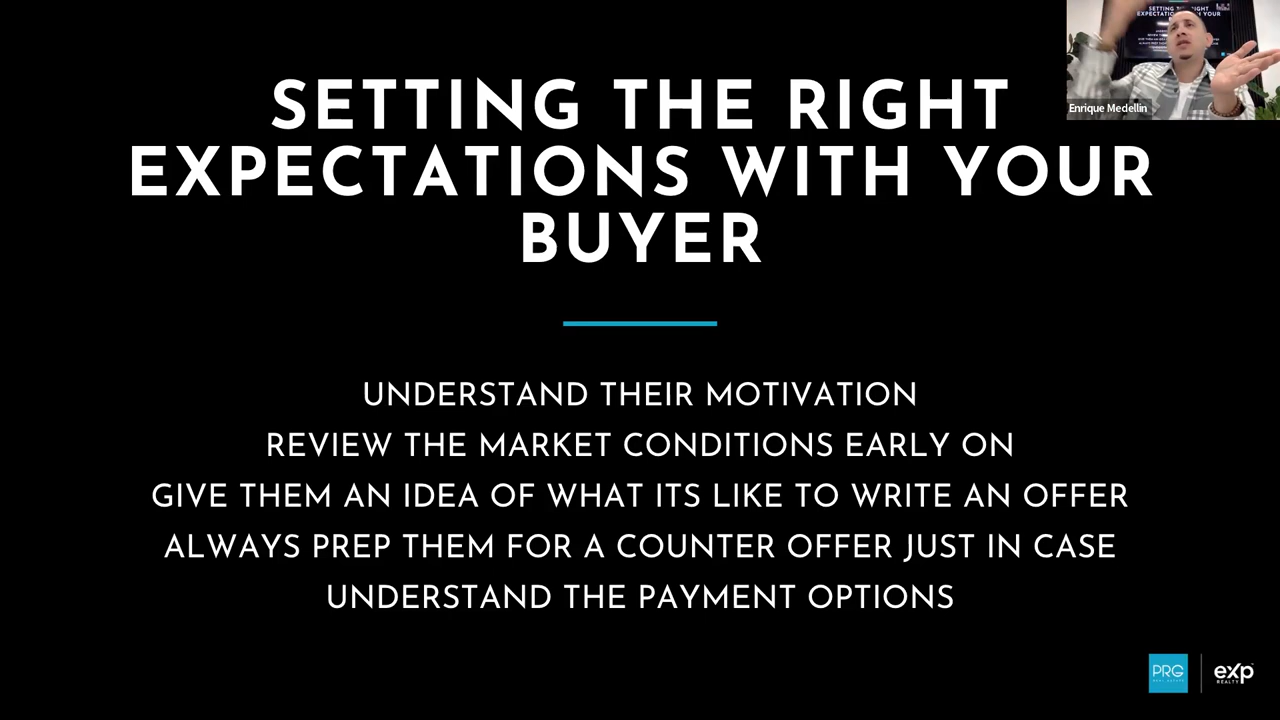 SETTING THE RIGHT
EXPECTATIONS WITH YOUR
BUYER
Enrique Medellin
UNDERSTAND THEIR MOTIVATION
REVIEW THE MARKET CONDITIONS EARLY ON
GIVE THEM AN IDEA OF WHAT ITS LIKE TO WRITE AN OFFER
ALWAYS PREP THEM FOR A COUNTER OFFER JUST IN CASE
UNDERSTAND THE PAYMENT OPTIONS
PRG
REAL ESTATE
exp
REALTY